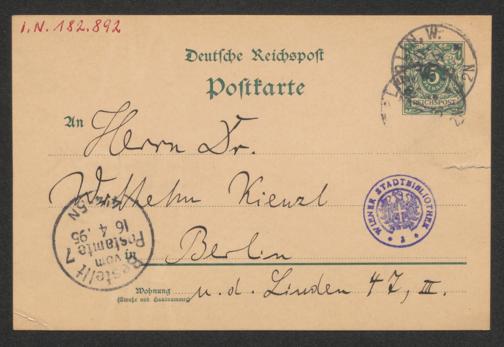 I.N. 182.892
BERLIN, W.
REICHSPOST
Deutsche Reichspost
Postkarte
An Herrn Dr.
Wilhelm Kienzl
WIENER STADTBIBLIOTHEK
Bestellt
vom
Postamte 7
16 4. 95
Berlin
Wohnung
(Straße und Hausnummer)
u. d. Linden 47, III.